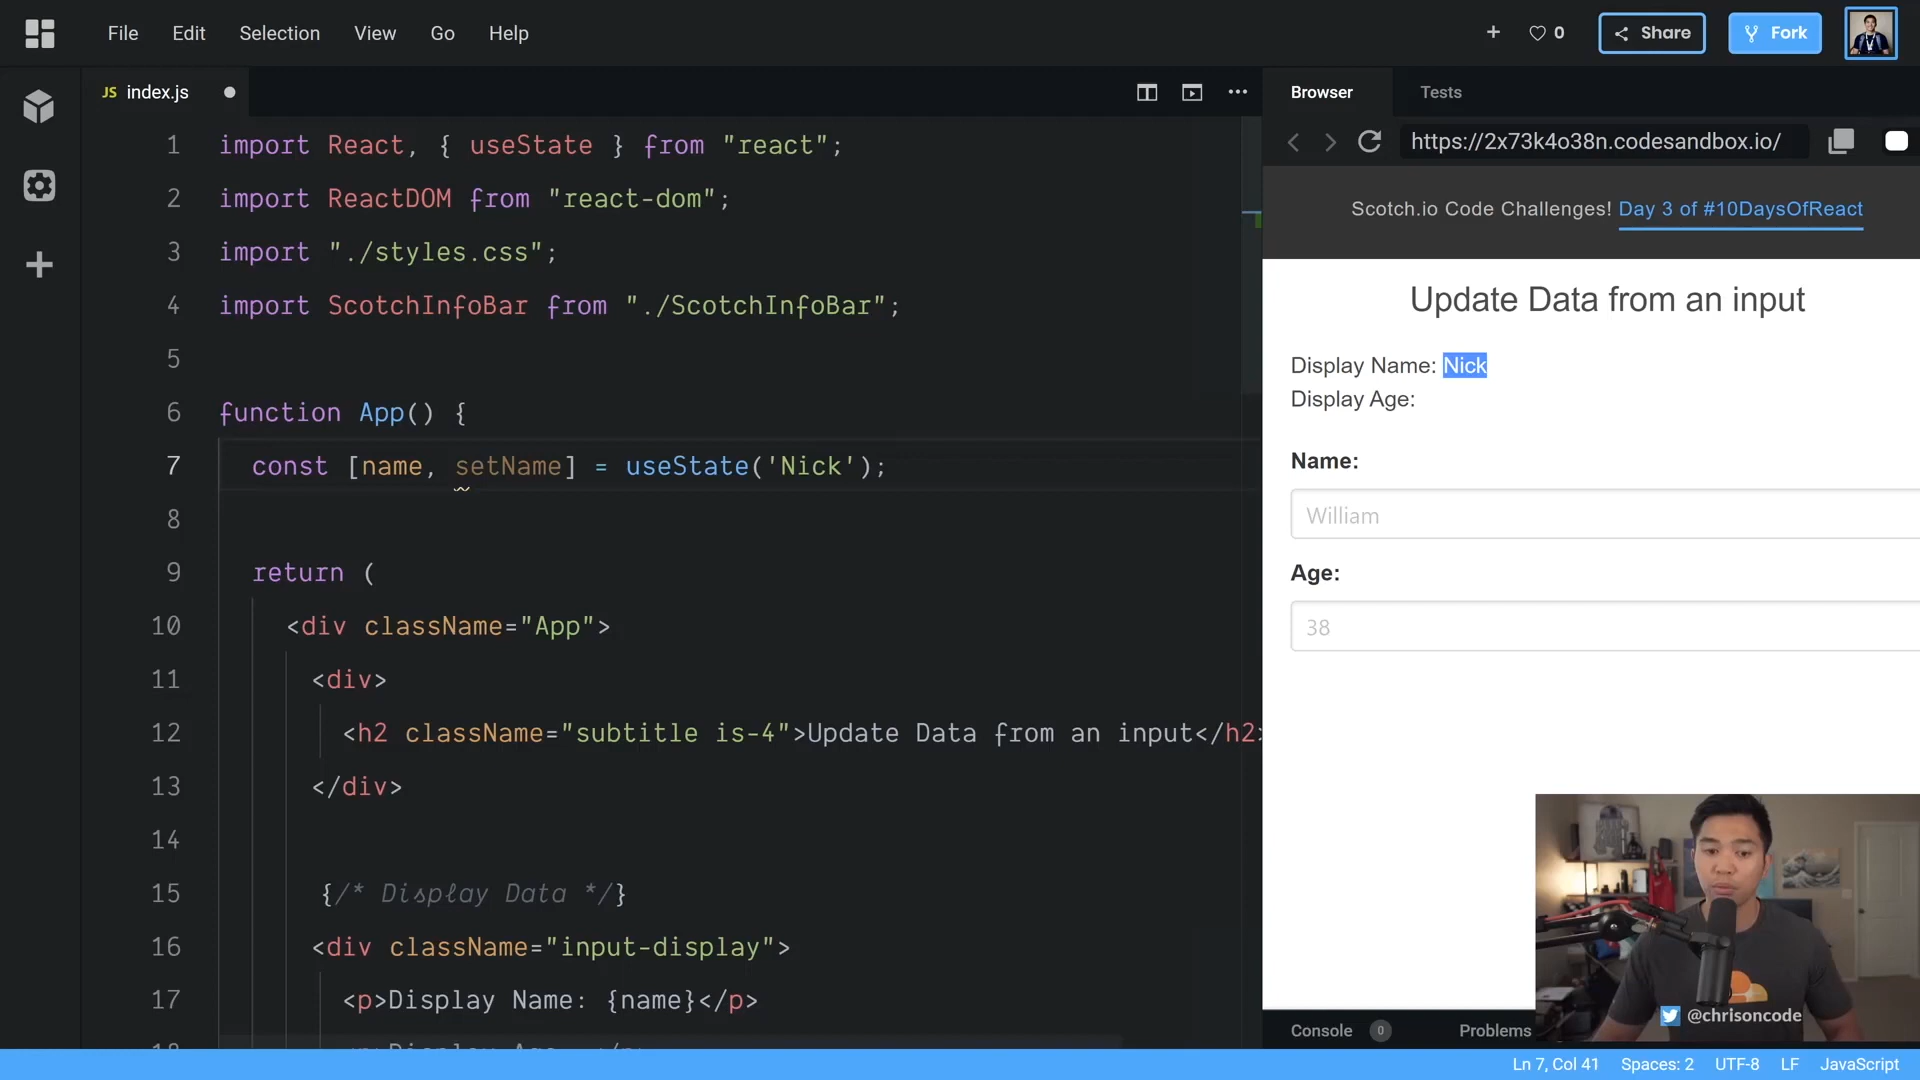 File Edit Selection View Go Help
+ 0 Share Fork
JS index.js
Browser Tests
https://2x73k4o38n.codesandbox.io/
1 import React, { useState } from "react";
2 import ReactDOM from "react-dom";
3 import "./styles.css";
4 import ScotchInfoBar from "./ScotchInfoBar";
5
6 function App() {
7 const [name, setName] = useState('Nick');
8
9 return (
10 <div className="App">
11 <div>
12 <h2 className="subtitle is-4">Update Data from an input</h2>
13 </div>
14
15 {/* Display Data */}
16 <div className="input-display">
17 <p>Display Name: {name}</p>
18 <p>Display Age: </p>
Scotch.io Code Challenges! Day 3 of #10DaysOfReact
Update Data from an input
Display Name: Nick
Display Age:
Name:
William
Age:
38
@chrisoncode
Console 0 Problems
Ln 7, Col 41 Spaces: 2 UTF-8 LF JavaScript